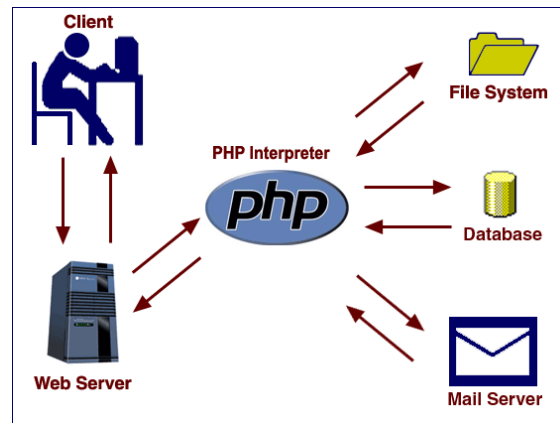 Client
File System
PHP Interpreter
php
Database
Web Server
Mail Server